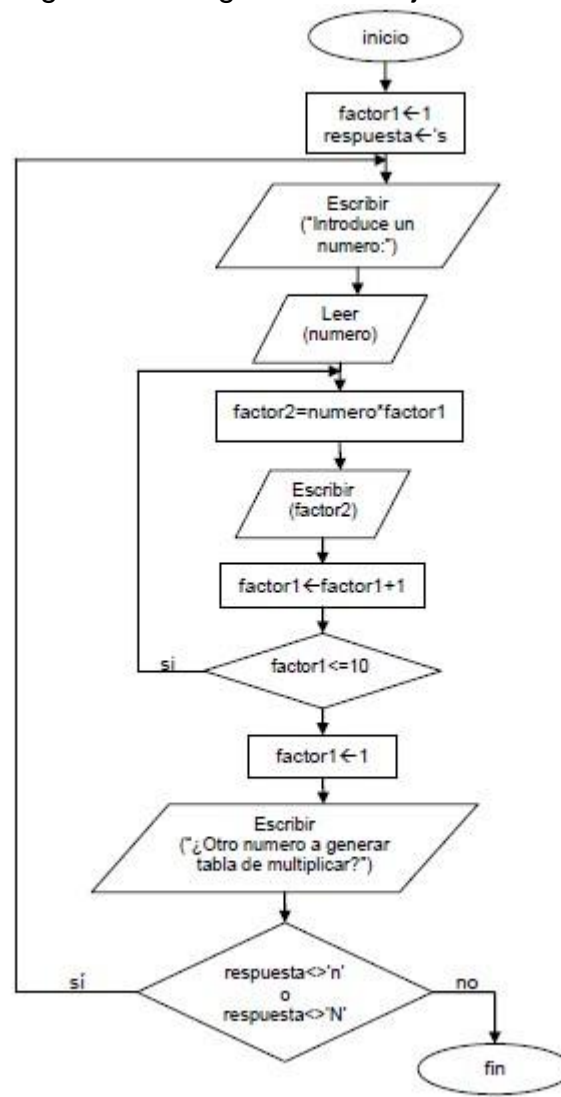 inicio
factor1←1
respuesta←'s
Escribir
("Introduce un
numero:")
Leer
(numero)
factor2=numero*factor1
Escribir
(factor2)
factor1←factor1+1
si
factor1<=10
factor1←1
Escribir
("¿Otro numero a generar
tabla de multiplicar?")
sí
respuesta<>'n'
o
respuesta<>'N'
no
fin